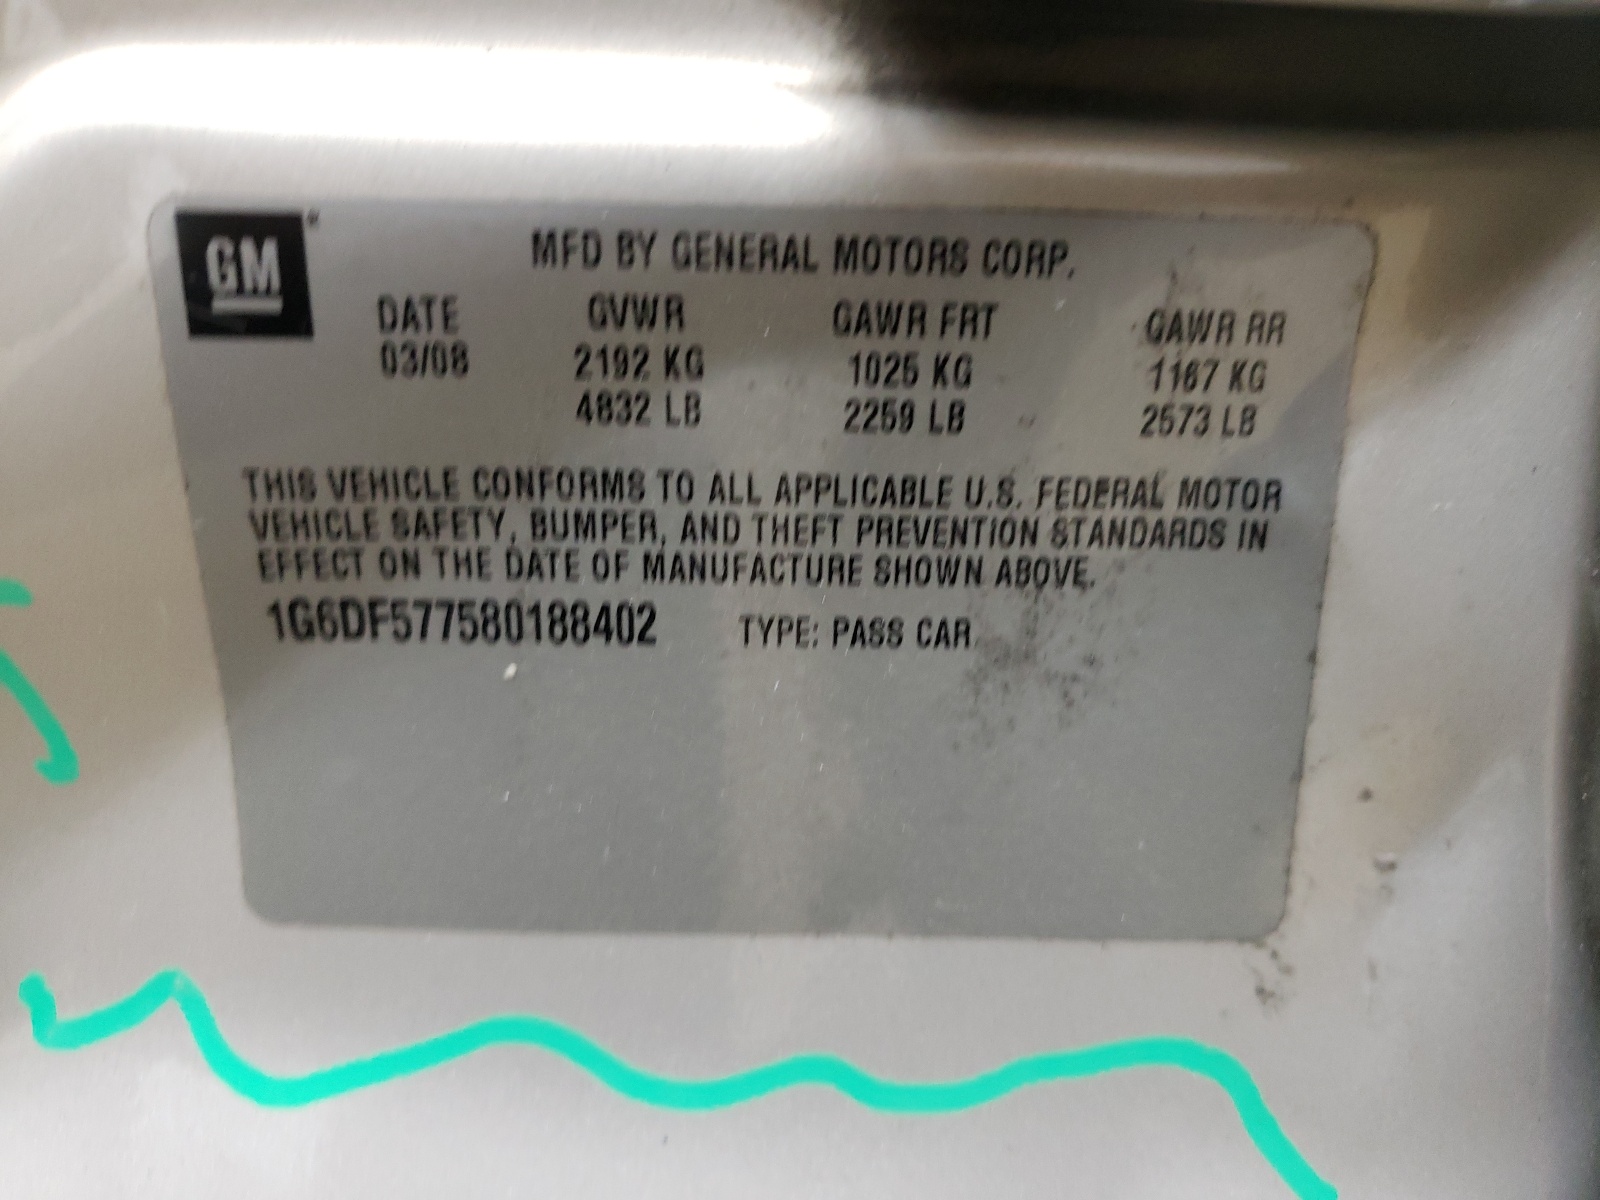 GM
MFD BY GENERAL MOTORS CORP.
DATE GVWR GAWR FRT GAWR RR
03/08 2192 KG 1025 KG 1167 KG
4832 LB 2259 LB 2573 LB
THIS VEHICLE CONFORMS TO ALL APPLICABLE U.S. FEDERAL MOTOR
VEHICLE SAFETY, BUMPER, AND THEFT PREVENTION STANDARDS IN
EFFECT ON THE DATE OF MANUFACTURE SHOWN ABOVE.
1G6DF577580188402 TYPE: PASS CAR